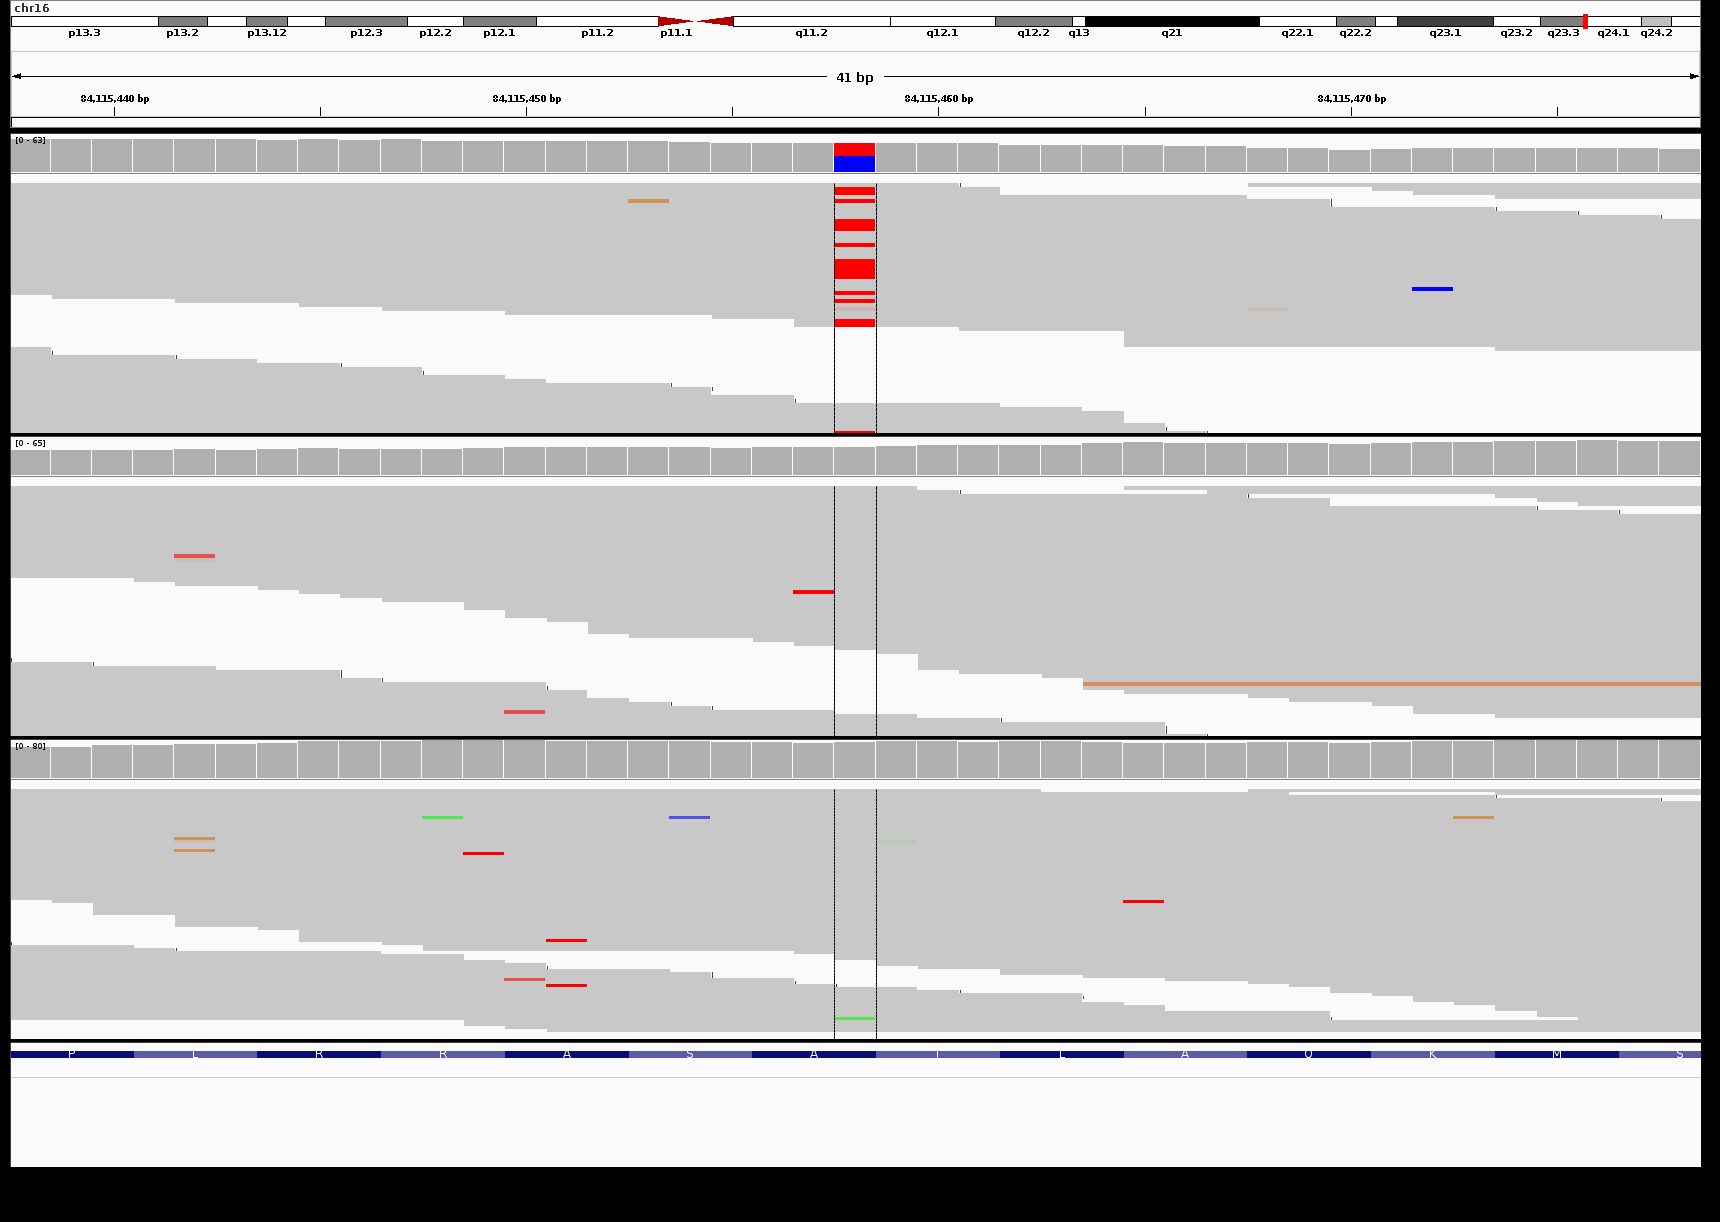 chr16
p13.3 p13.2 p13.12 p12.3 p12.2 p12.1 p11.2 p11.1 q11.2 q12.1 q12.2 q13 q21 q22.1 q22.2 q23.1 q23.2 q23.3 q24.1 q24.2
41 bp
84,115,440 bp 84,115,450 bp 84,115,460 bp 84,115,470 bp
[0 - 63]
[0 - 65]
[0 - 80]
P L R R A S A L A Q K M S